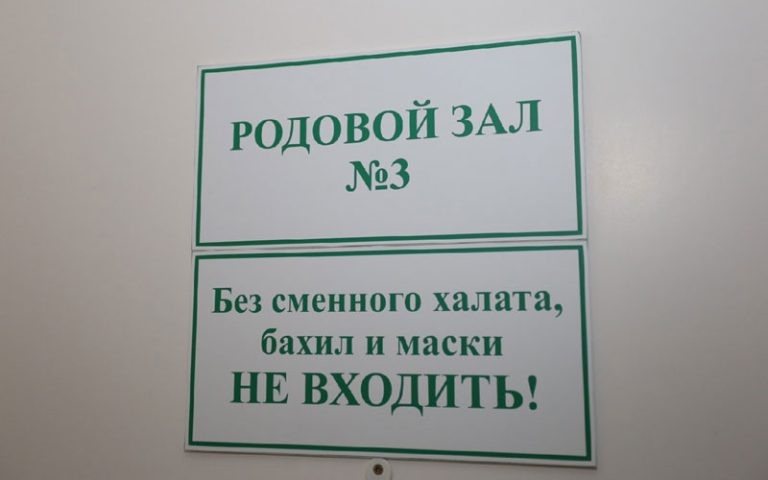 РОДОВОЙ ЗАЛ
№3
Без сменного халата,
бахил и маски
НЕ ВХОДИТЬ!